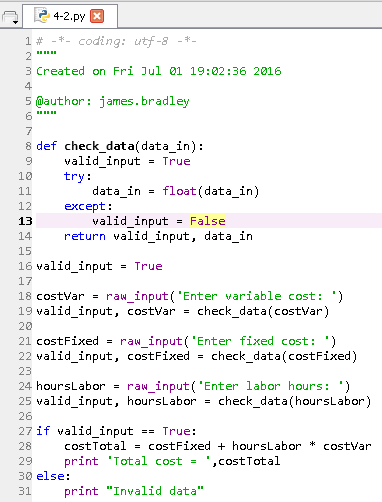 4-2.py
1 # -*- coding: utf-8 -*-
2 """
3 Created on Fri Jul 01 19:02:36 2016
4
5 @author: james.bradley
6 """
7
8 def check_data(data_in):
9     valid_input = True
10     try:
11         data_in = float(data_in)
12     except:
13         valid_input = False
14     return valid_input, data_in
15
16 valid_input = True
17
18 costVar = raw_input('Enter variable cost: ')
19 valid_input, costVar = check_data(costVar)
20
21 costFixed = raw_input('Enter fixed cost: ')
22 valid_input, costFixed = check_data(costFixed)
23
24 hoursLabor = raw_input('Enter labor hours: ')
25 valid_input, hoursLabor = check_data(hoursLabor)
26
27 if valid_input == True:
28     costTotal = costFixed + hoursLabor * costVar
29     print 'Total cost = ',costTotal
30 else:
31     print "Invalid data"